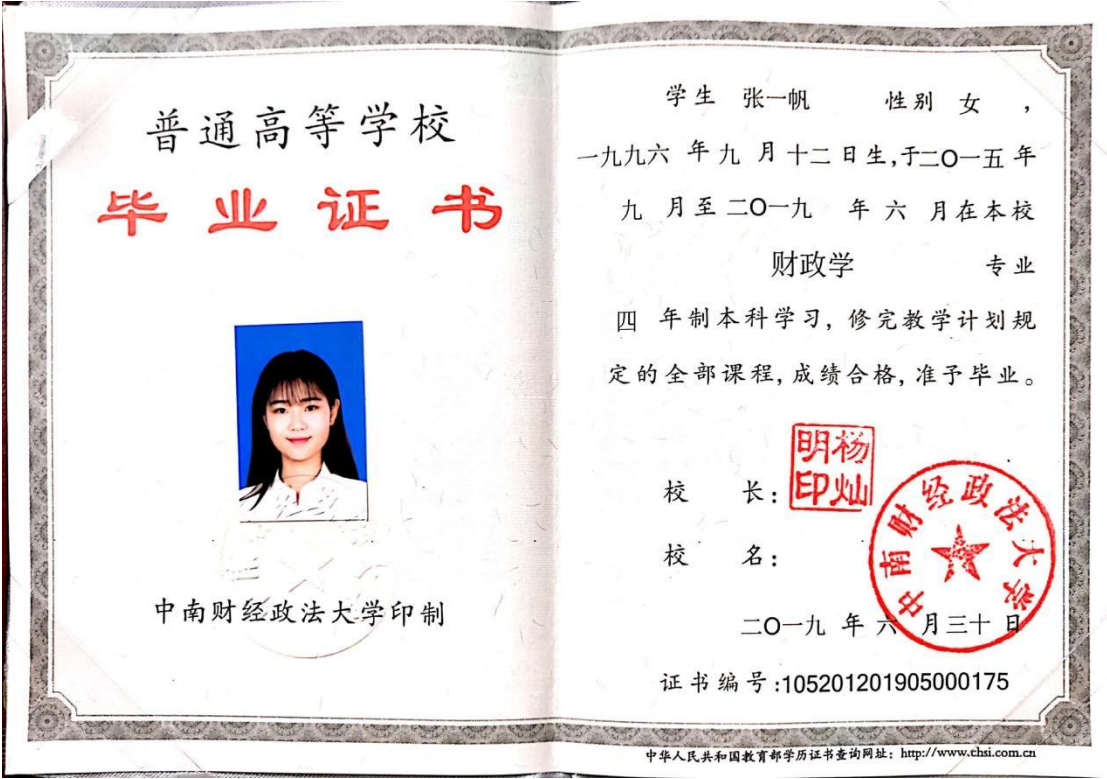 普通高等学校
毕业证书
中南财经政法大学印制
学生 张一帆 性别 女 ，
一九九六 年 九 月 十二 日生,于二O一五 年
九 月至 二O一九 年 六 月在本校
财政学 专业
四 年制本科学习, 修完教学计划规
定的全部课程, 成绩合格, 准予毕业。
校 长:
杨灿明印
校 名:
中南财经政法大学
二O一九 年 六 月三十 日
证书编号:105201201905000175
中华人民共和国教育部学历证书查询网址: http://www.chsi.com.cn